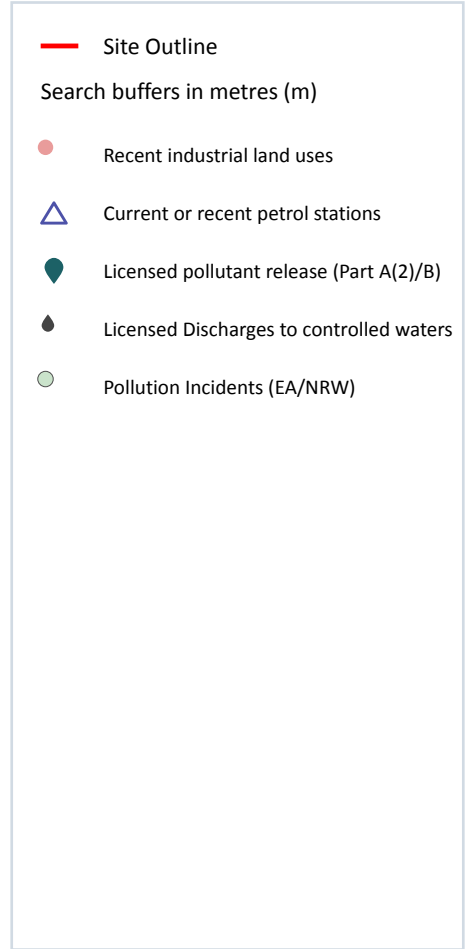 Site Outline
Search buffers in metres (m)
Recent industrial land uses
Current or recent petrol stations
Licensed pollutant release (Part A(2)/B)
Licensed Discharges to controlled waters
Pollution Incidents (EA/NRW)